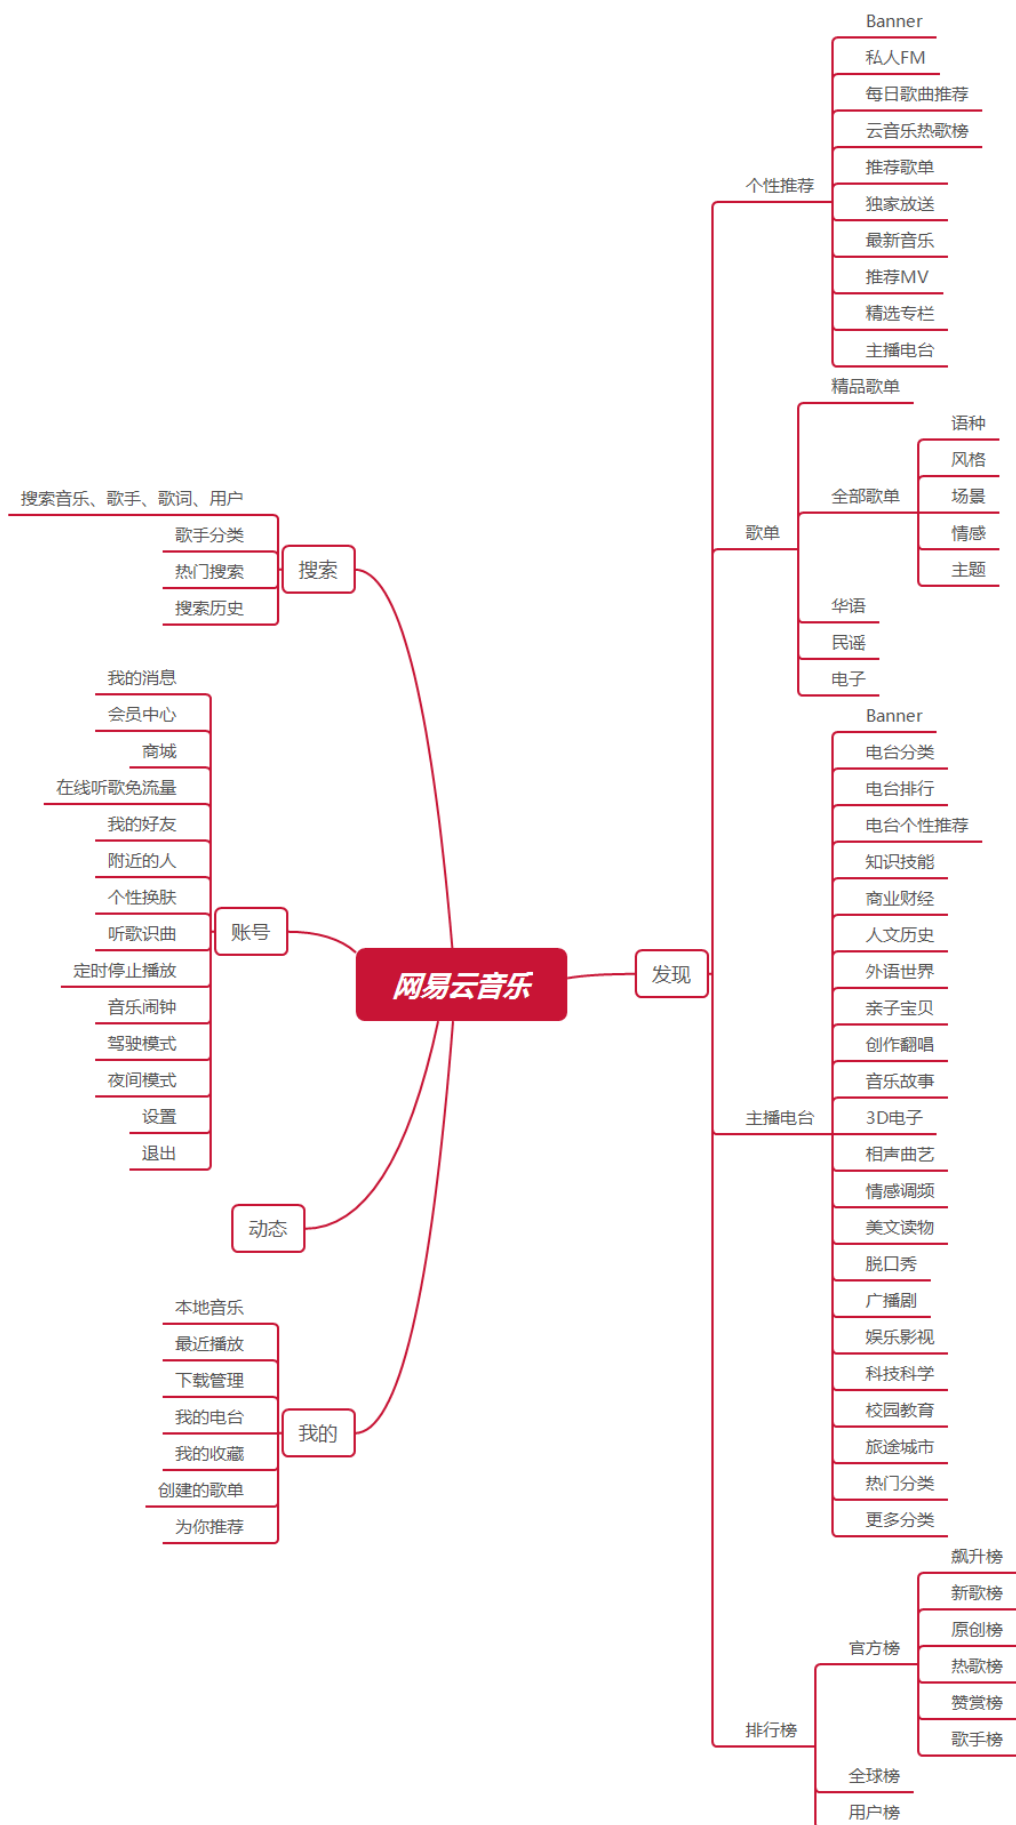 网易云音乐
发现
个性推荐
Banner
私人FM
每日歌曲推荐
云音乐热歌榜
推荐歌单
独家放送
最新音乐
推荐MV
精选专栏
主播电台
歌单
精品歌单
全部歌单
语种
风格
场景
情感
主题
华语
民谣
电子
主播电台
Banner
电台分类
电台排行
电台个性推荐
知识技能
商业财经
人文历史
外语世界
亲子宝贝
创作翻唱
音乐故事
3D电子
相声曲艺
情感调频
美文读物
脱口秀
广播剧
娱乐影视
科技科学
校园教育
旅途城市
热门分类
更多分类
排行榜
官方榜
飙升榜
新歌榜
原创榜
热歌榜
赞赏榜
歌手榜
全球榜
用户榜
搜索
搜索音乐、歌手、歌词、用户
歌手分类
热门搜索
搜索历史
账号
我的消息
会员中心
商城
在线听歌免流量
我的好友
附近的人
个性换肤
听歌识曲
定时停止播放
音乐闹钟
驾驶模式
夜间模式
设置
退出
动态
我的
本地音乐
最近播放
下载管理
我的电台
我的收藏
创建的歌单
为你推荐